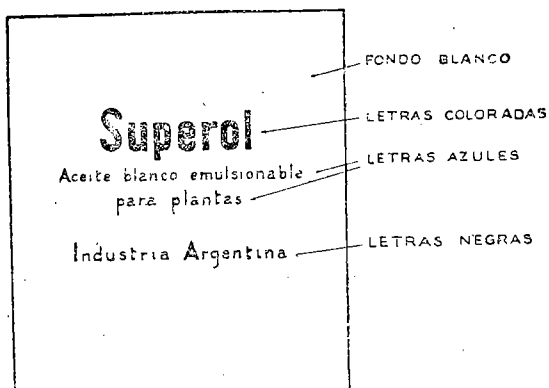 FONDO BLANCO
Superol
LETRAS COLORADAS
Aceite blanco emulsionable
para plantas
LETRAS AZULES
Industria Argentina
LETRAS NEGRAS